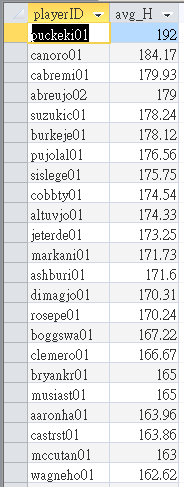 playerID avg_H
puckeki01 192
canoro01 184.17
cabremi01 179.93
abreujo02 179
suzukic01 178.24
burkeje01 178.12
pujolal01 176.56
sislege01 175.75
cobbty01 174.54
altuvjo01 174.33
jeterde01 173.25
markani01 171.73
ashburi01 171.6
dimagjo01 170.31
rosepe01 170.24
boggswa01 167.22
clemero01 166.67
bryankr01 165
musiast01 165
aaronha01 163.96
castrst01 163.86
mccutan01 163
wagneho01 162.62